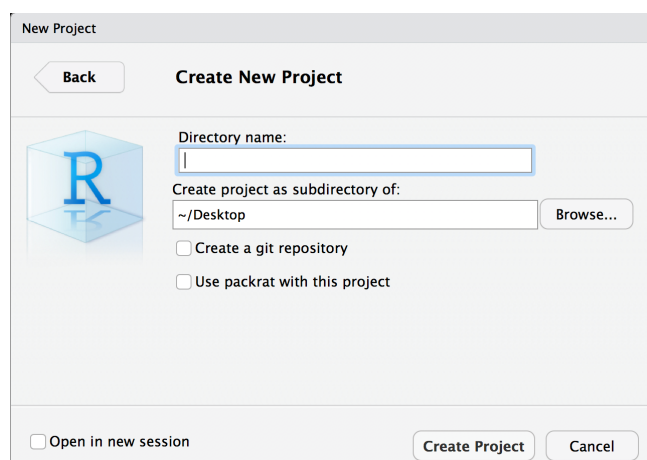 New Project
Back
Create New Project
Directory name:
R
Create project as subdirectory of:
~/Desktop
Browse...
Create a git repository
Use packrat with this project
Open in new session
Create Project
Cancel